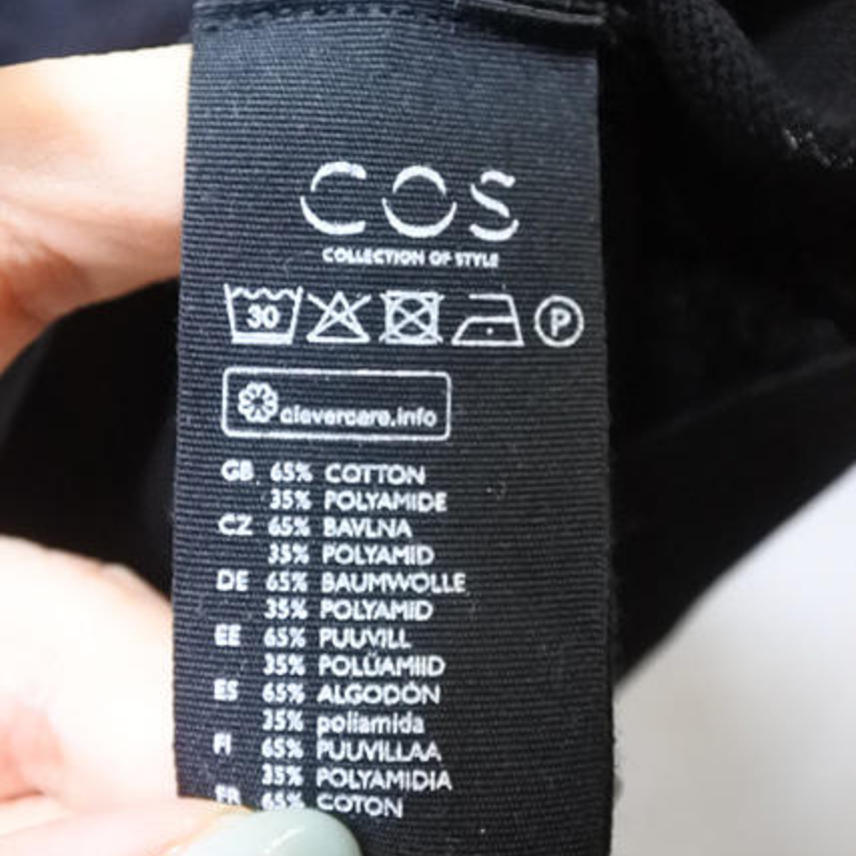 COS
COLLECTION OF STYLE
30 P
clevercare.info
GB 65% COTTON
35% POLYAMIDE
CZ 65% BAVLNA
35% POLYAMID
DE 65% BAUMWOLLE
35% POLYAMID
EE 65% PUUVILL
35% POLÜAMIID
ES 65% ALGODÓN
35% poliamida
FI 65% PUUVILLAA
35% POLYAMIDIA
FR 65% COTON